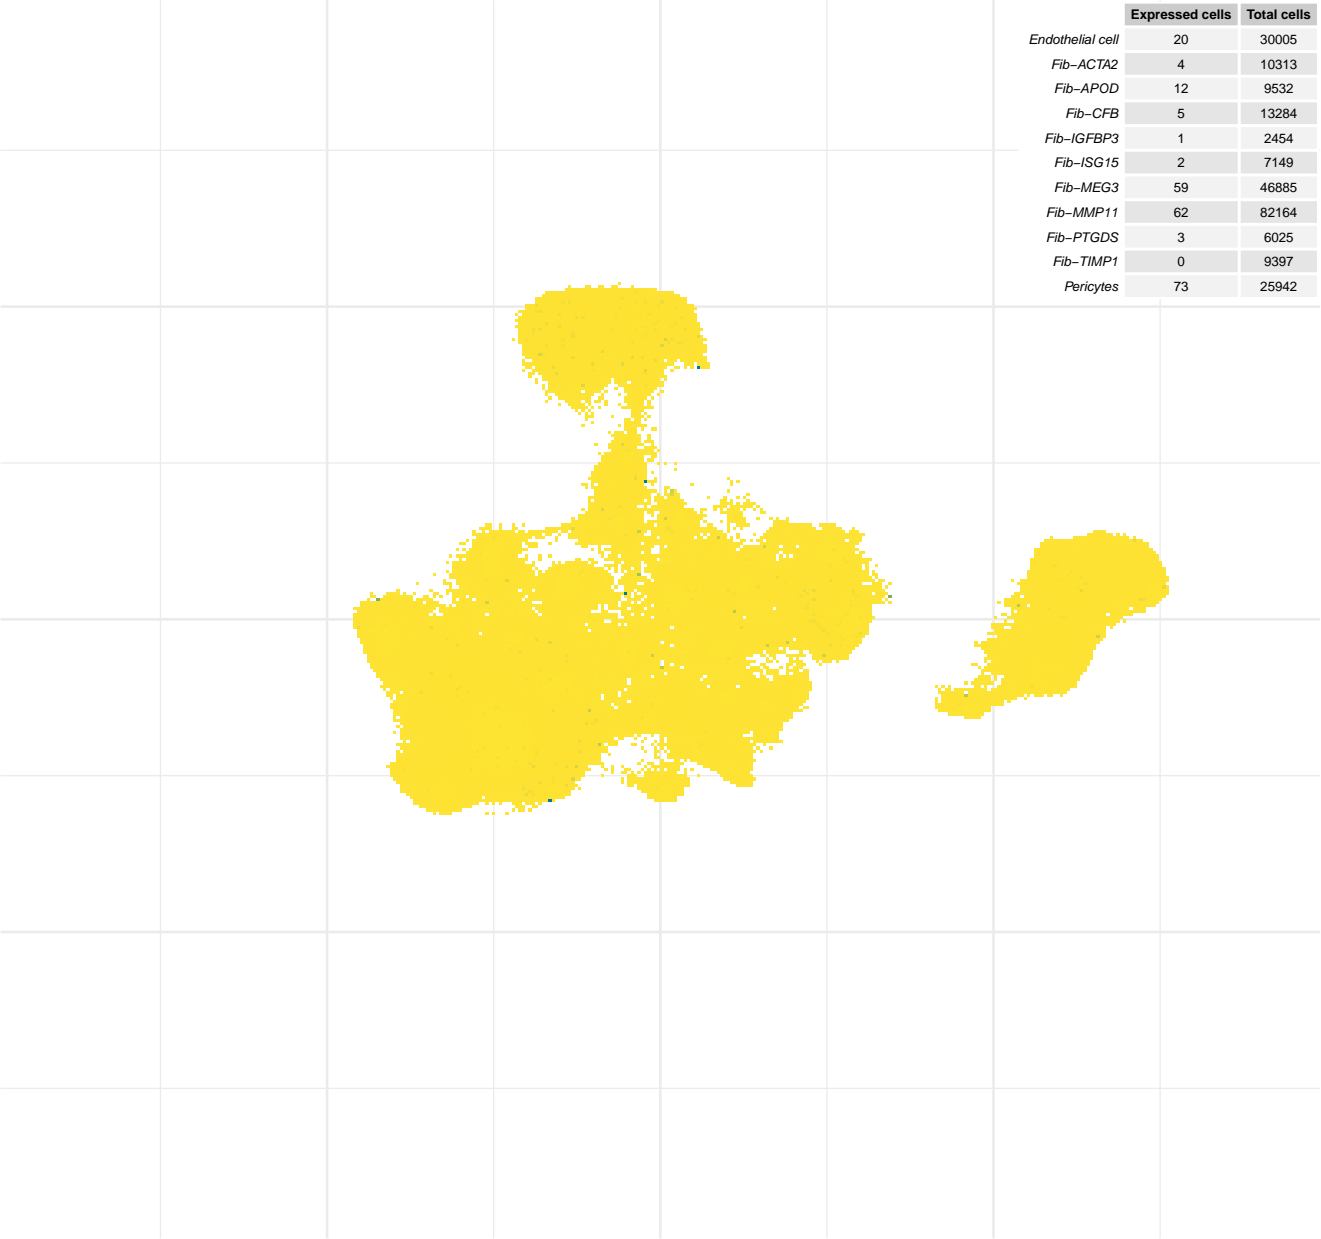 Expressed cells Total cells
Endothelial cell 20 30005
Fib−ACTA2 4 10313
Fib−APOD 12 9532
Fib−CFB 5 13284
Fib−IGFBP3 1 2454
Fib−ISG15 2 7149
Fib−MEG3 59 46885
Fib−MMP11 62 82164
Fib−PTGDS 3 6025
Fib−TIMP1 0 9397
Pericytes 73 25942